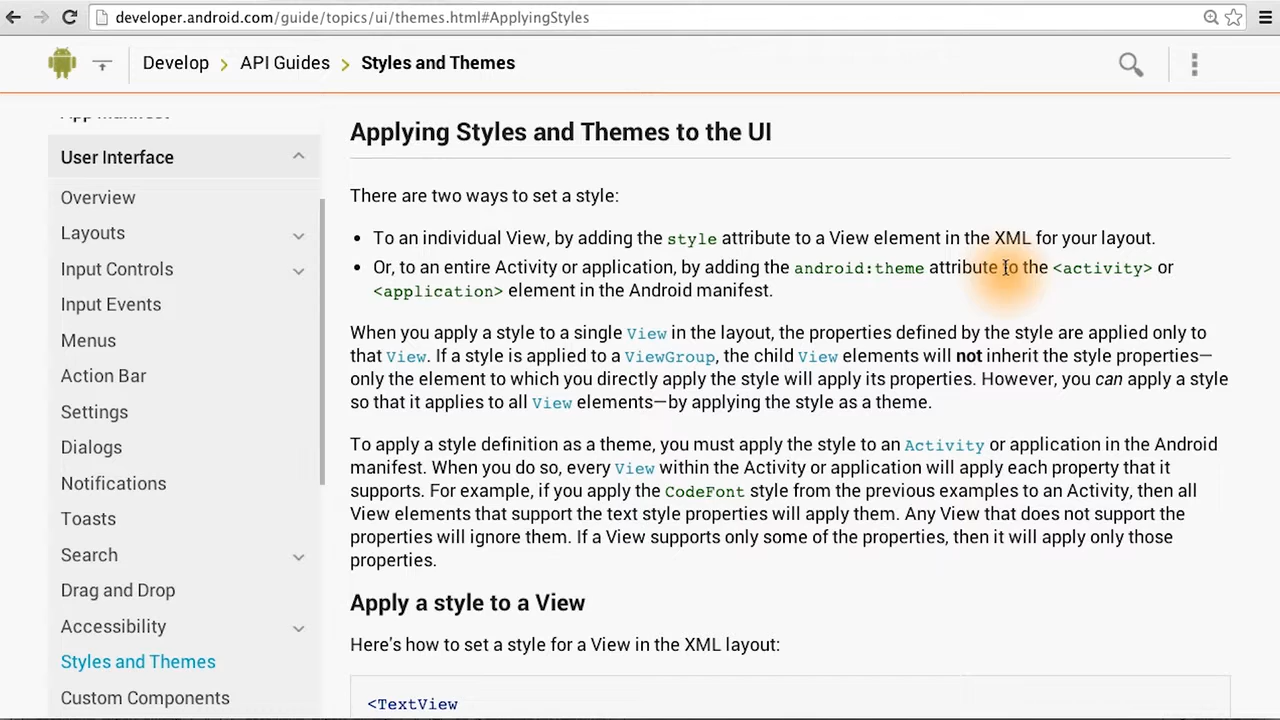 developer.android.com/guide/topics/ui/themes.html#ApplyingStyles
Develop > API Guides > Styles and Themes
App Manifest
User Interface
Overview
Layouts
Input Controls
Input Events
Menus
Action Bar
Settings
Dialogs
Notifications
Toasts
Search
Drag and Drop
Accessibility
Styles and Themes
Custom Components
Applying Styles and Themes to the UI
There are two ways to set a style:
• To an individual View, by adding the style attribute to a View element in the XML for your layout.
• Or, to an entire Activity or application, by adding the android:theme attribute to the <activity> or
<application> element in the Android manifest.
When you apply a style to a single View in the layout, the properties defined by the style are applied only to
that View. If a style is applied to a ViewGroup, the child View elements will not inherit the style properties—
only the element to which you directly apply the style will apply its properties. However, you can apply a style
so that it applies to all View elements—by applying the style as a theme.
To apply a style definition as a theme, you must apply the style to an Activity or application in the Android
manifest. When you do so, every View within the Activity or application will apply each property that it
supports. For example, if you apply the CodeFont style from the previous examples to an Activity, then all
View elements that support the text style properties will apply them. Any View that does not support the
properties will ignore them. If a View supports only some of the properties, then it will apply only those
properties.
Apply a style to a View
Here's how to set a style for a View in the XML layout:
<TextView